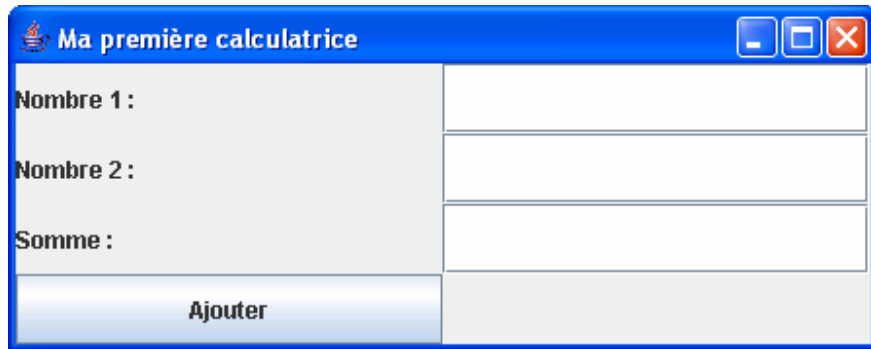 Ma première calculatrice
Nombre 1 :
Nombre 2 :
Somme :
Ajouter